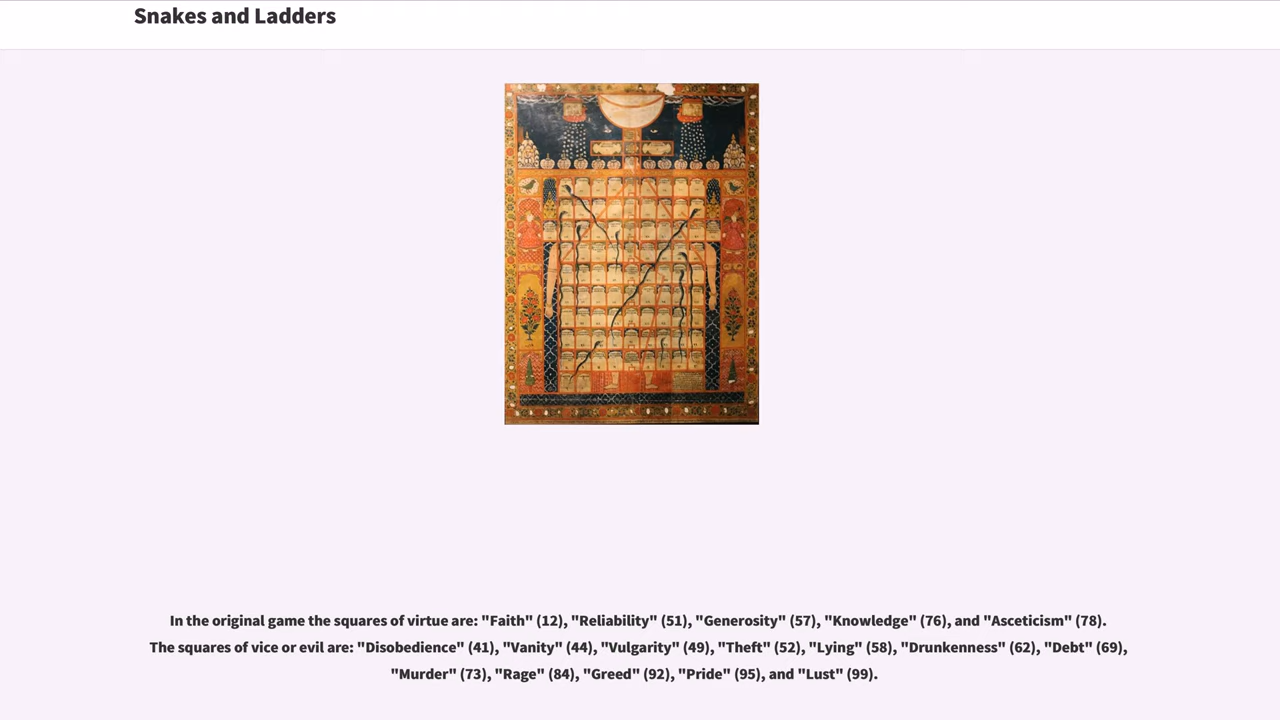 Snakes and Ladders
In the original game the squares of virtue are: "Faith" (12), "Reliability" (51), "Generosity" (57), "Knowledge" (76), and "Asceticism" (78).
The squares of vice or evil are: "Disobedience" (41), "Vanity" (44), "Vulgarity" (49), "Theft" (52), "Lying" (58), "Drunkenness" (62), "Debt" (69),
"Murder" (73), "Rage" (84), "Greed" (92), "Pride" (95), and "Lust" (99).